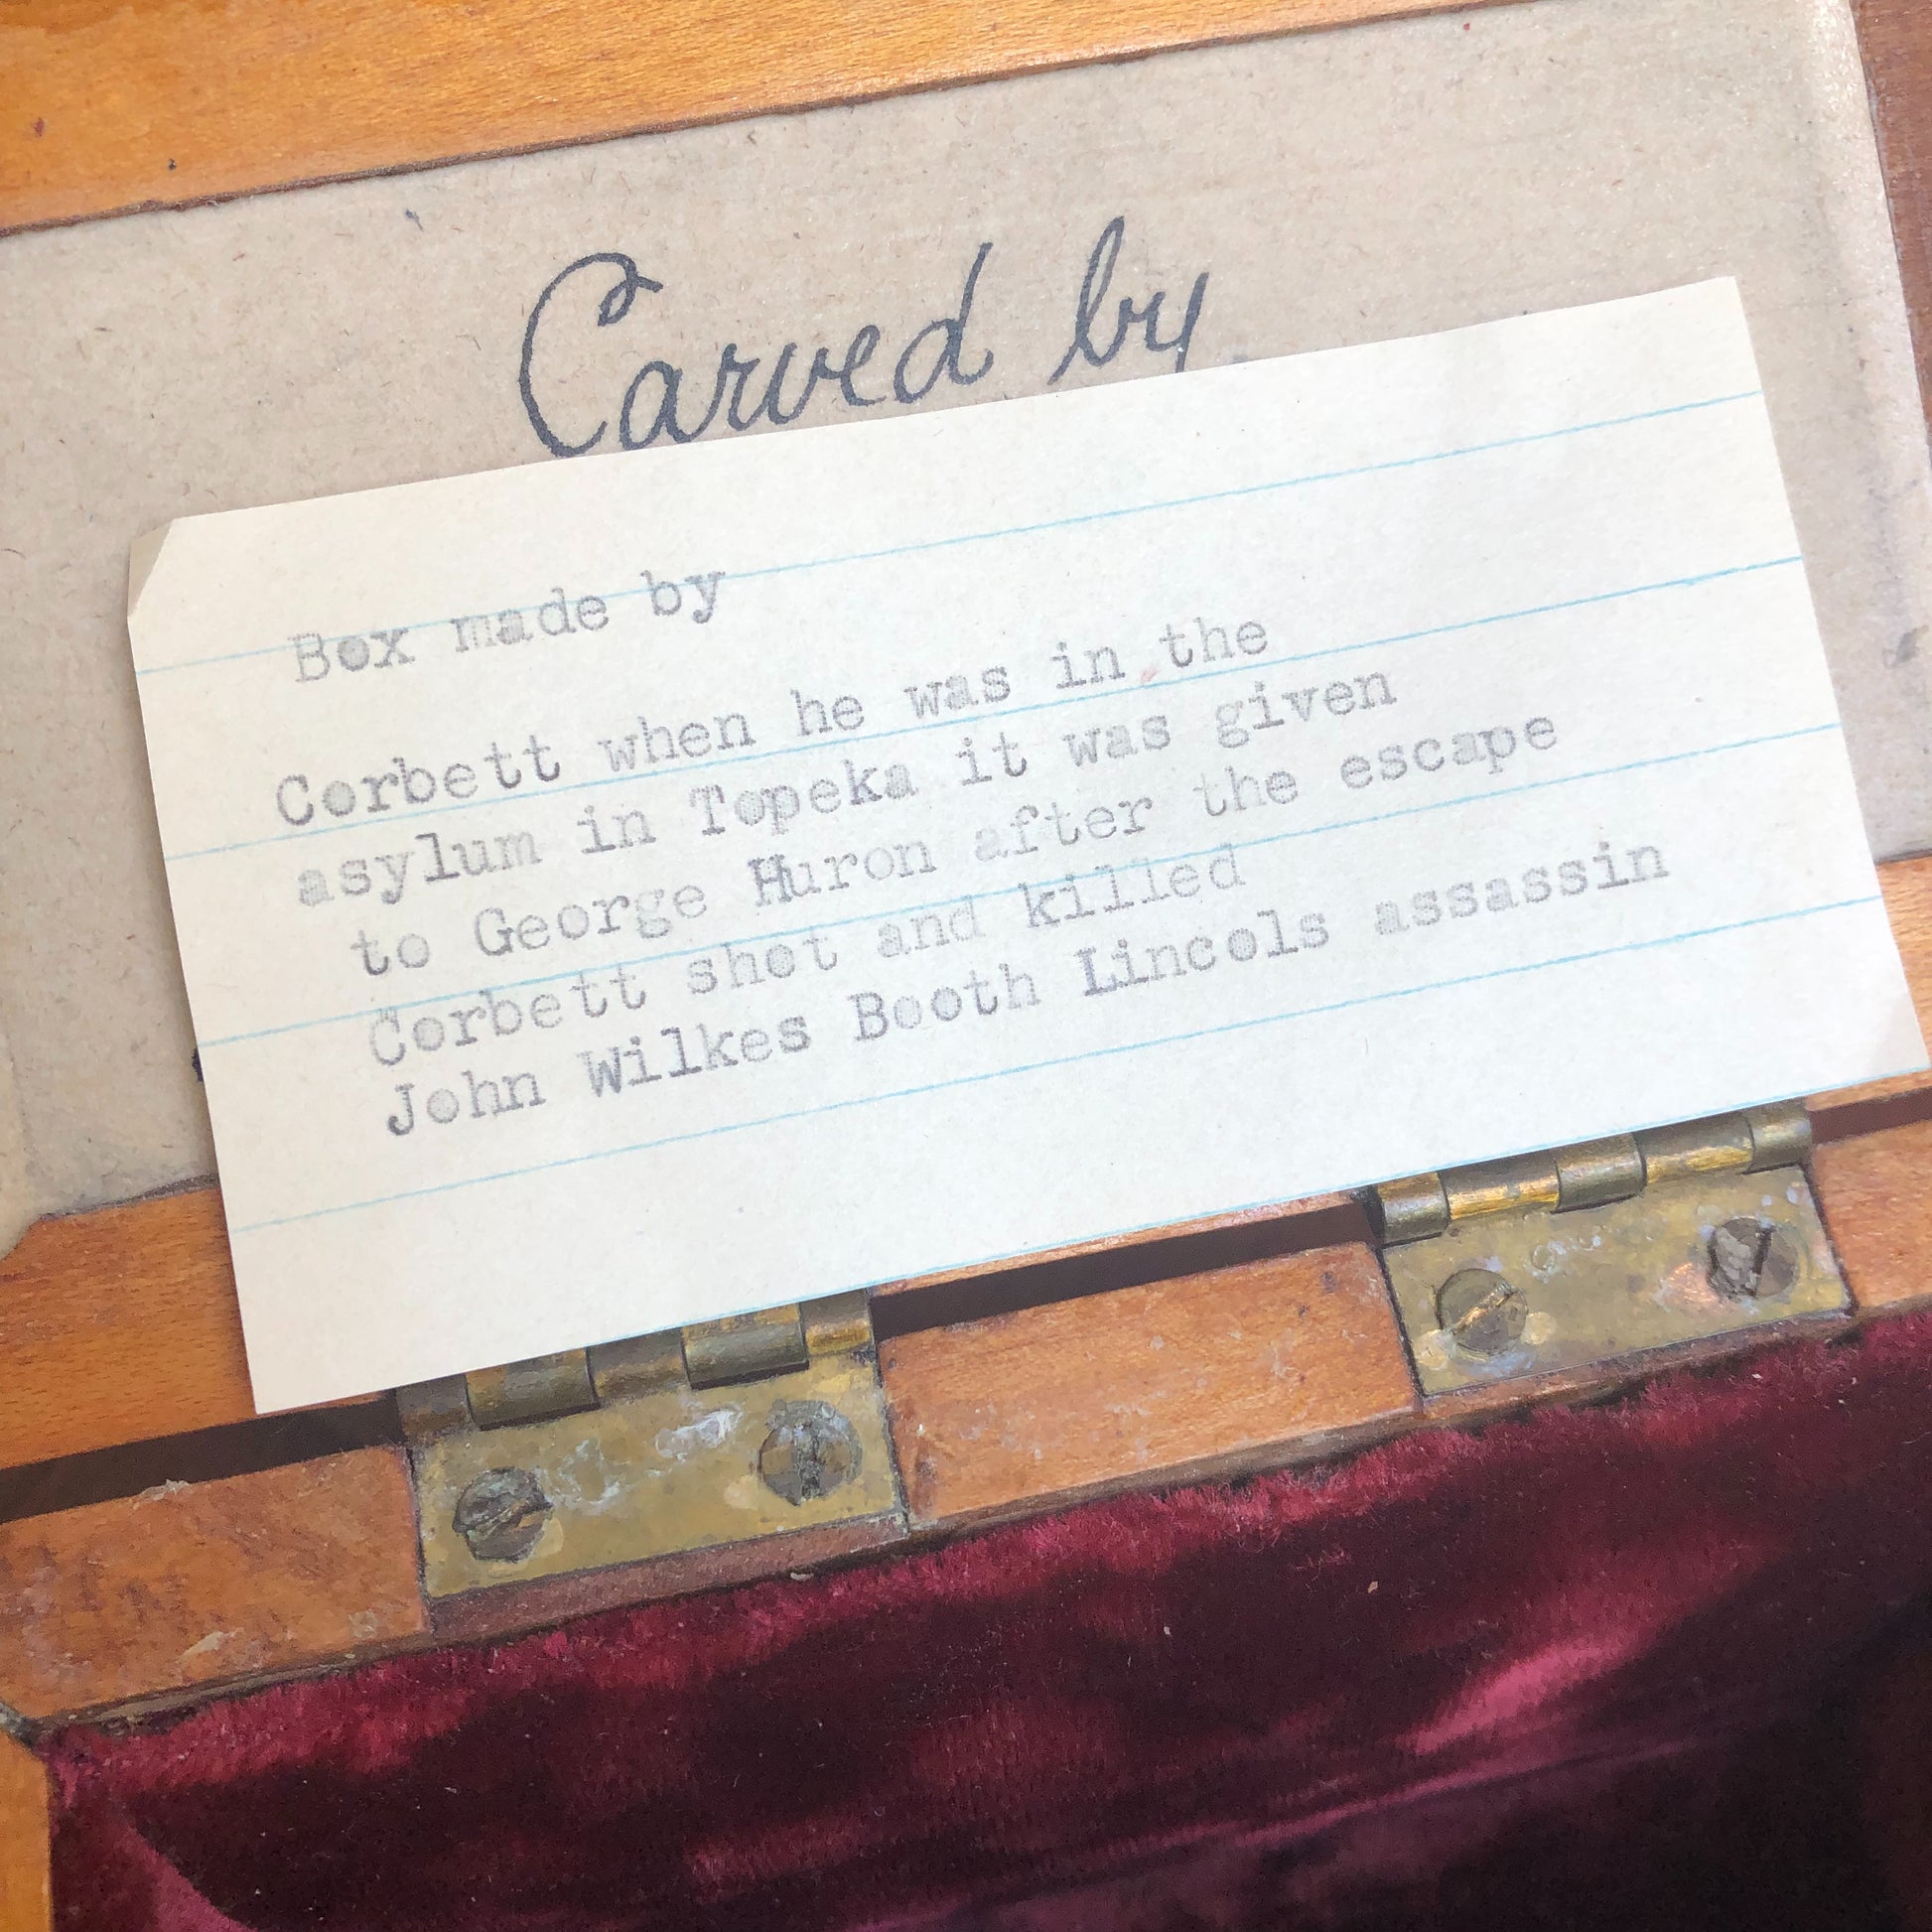 Carved by
Box made by
Corbett when he was in the
asylum in Topeka it was given
to George Huron after the escape
Corbett shot and killed
John Wilkes Booth Lincols assassin